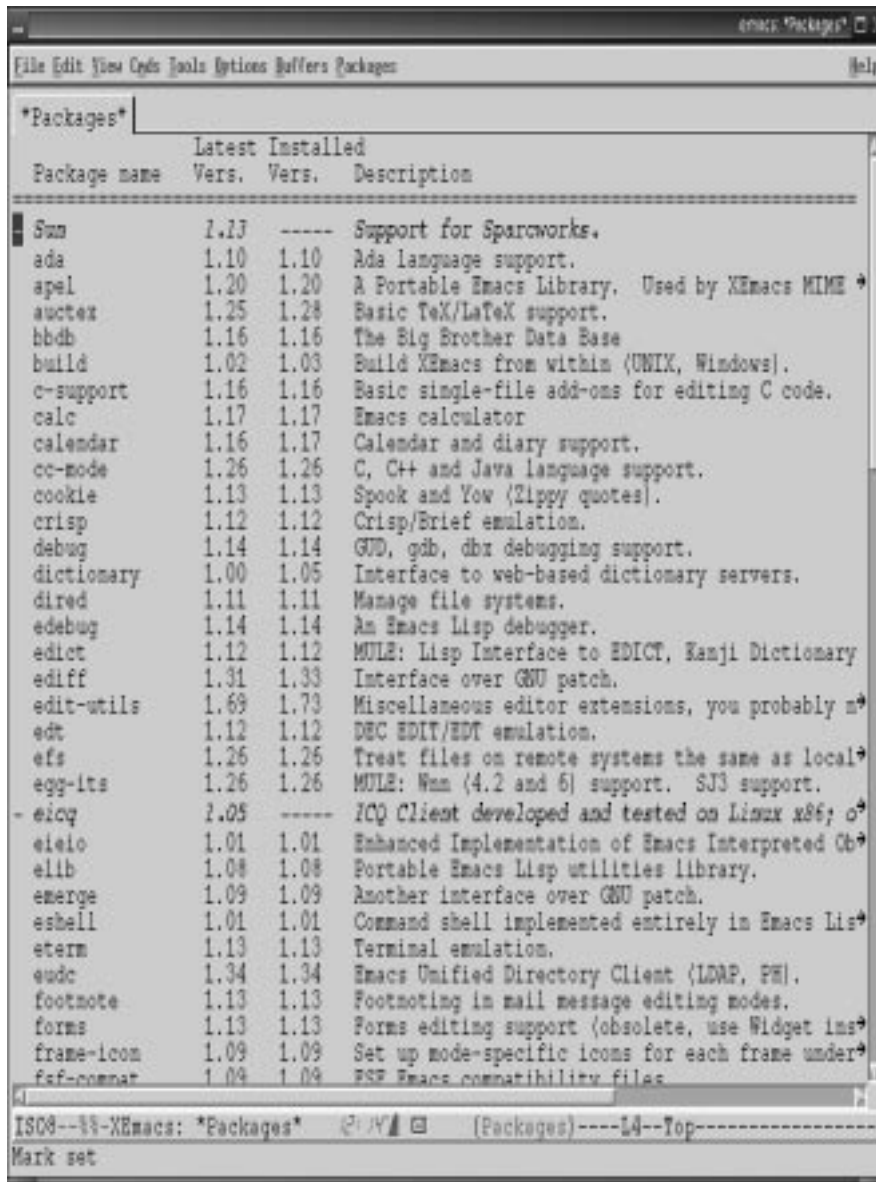 emacs: *Packages*
File Edit View Cmds Tools Options Buffers Packages Help
*Packages*
Latest Installed
Package name Vers. Vers. Description
Sun 1.13 ----- Support for Sparcworks.
ada 1.10 1.10 Ada language support.
apel 1.20 1.20 A Portable Emacs Library. Used by XEmacs MIME
auctex 1.25 1.28 Basic TeX/LaTeX support.
bbdb 1.16 1.16 The Big Brother Data Base
build 1.02 1.03 Build XEmacs from within (UNIX, Windows).
c-support 1.16 1.16 Basic single-file add-ons for editing C code.
calc 1.17 1.17 Emacs calculator
calendar 1.16 1.17 Calendar and diary support.
cc-mode 1.26 1.26 C, C++ and Java language support.
cookie 1.13 1.13 Spook and Yow (Zippy quotes).
crisp 1.12 1.12 Crisp/Brief emulation.
debug 1.14 1.14 GUD, gdb, dbx debugging support.
dictionary 1.00 1.05 Interface to web-based dictionary servers.
dired 1.11 1.11 Manage file systems.
edebug 1.14 1.14 An Emacs Lisp debugger.
edict 1.12 1.12 MULE: Lisp Interface to EDICT, Kanji Dictionary
ediff 1.31 1.33 Interface over GNU patch.
edit-utils 1.69 1.73 Miscellaneous editor extensions, you probably n
edt 1.12 1.12 DEC EDIT/EDT emulation.
efs 1.26 1.26 Treat files on remote systems the same as local
egg-its 1.26 1.26 MULE: Wnn (4.2 and 6) support. SJ3 support.
- eicq 1.05 ----- ICQ Client developed and tested on Linux x86; o
eieio 1.01 1.01 Enhanced Implementation of Emacs Interpreted Ob
elib 1.08 1.08 Portable Emacs Lisp utilities library.
emerge 1.09 1.09 Another interface over GNU patch.
eshell 1.01 1.01 Command shell implemented entirely in Emacs Lis
eterm 1.13 1.13 Terminal emulation.
eudc 1.34 1.34 Emacs Unified Directory Client (LDAP, PH).
footnote 1.13 1.13 Footnoting in mail message editing modes.
forms 1.13 1.13 Forms editing support (obsolete, use Widget ins
frame-icon 1.09 1.09 Set up mode-specific icons for each frame under
fsf-compat 1.09 1.09 FSF Emacs compatibility files
ISO8--%%-XEmacs: *Packages* (Packages)----L4--Top-----------------
Mark set